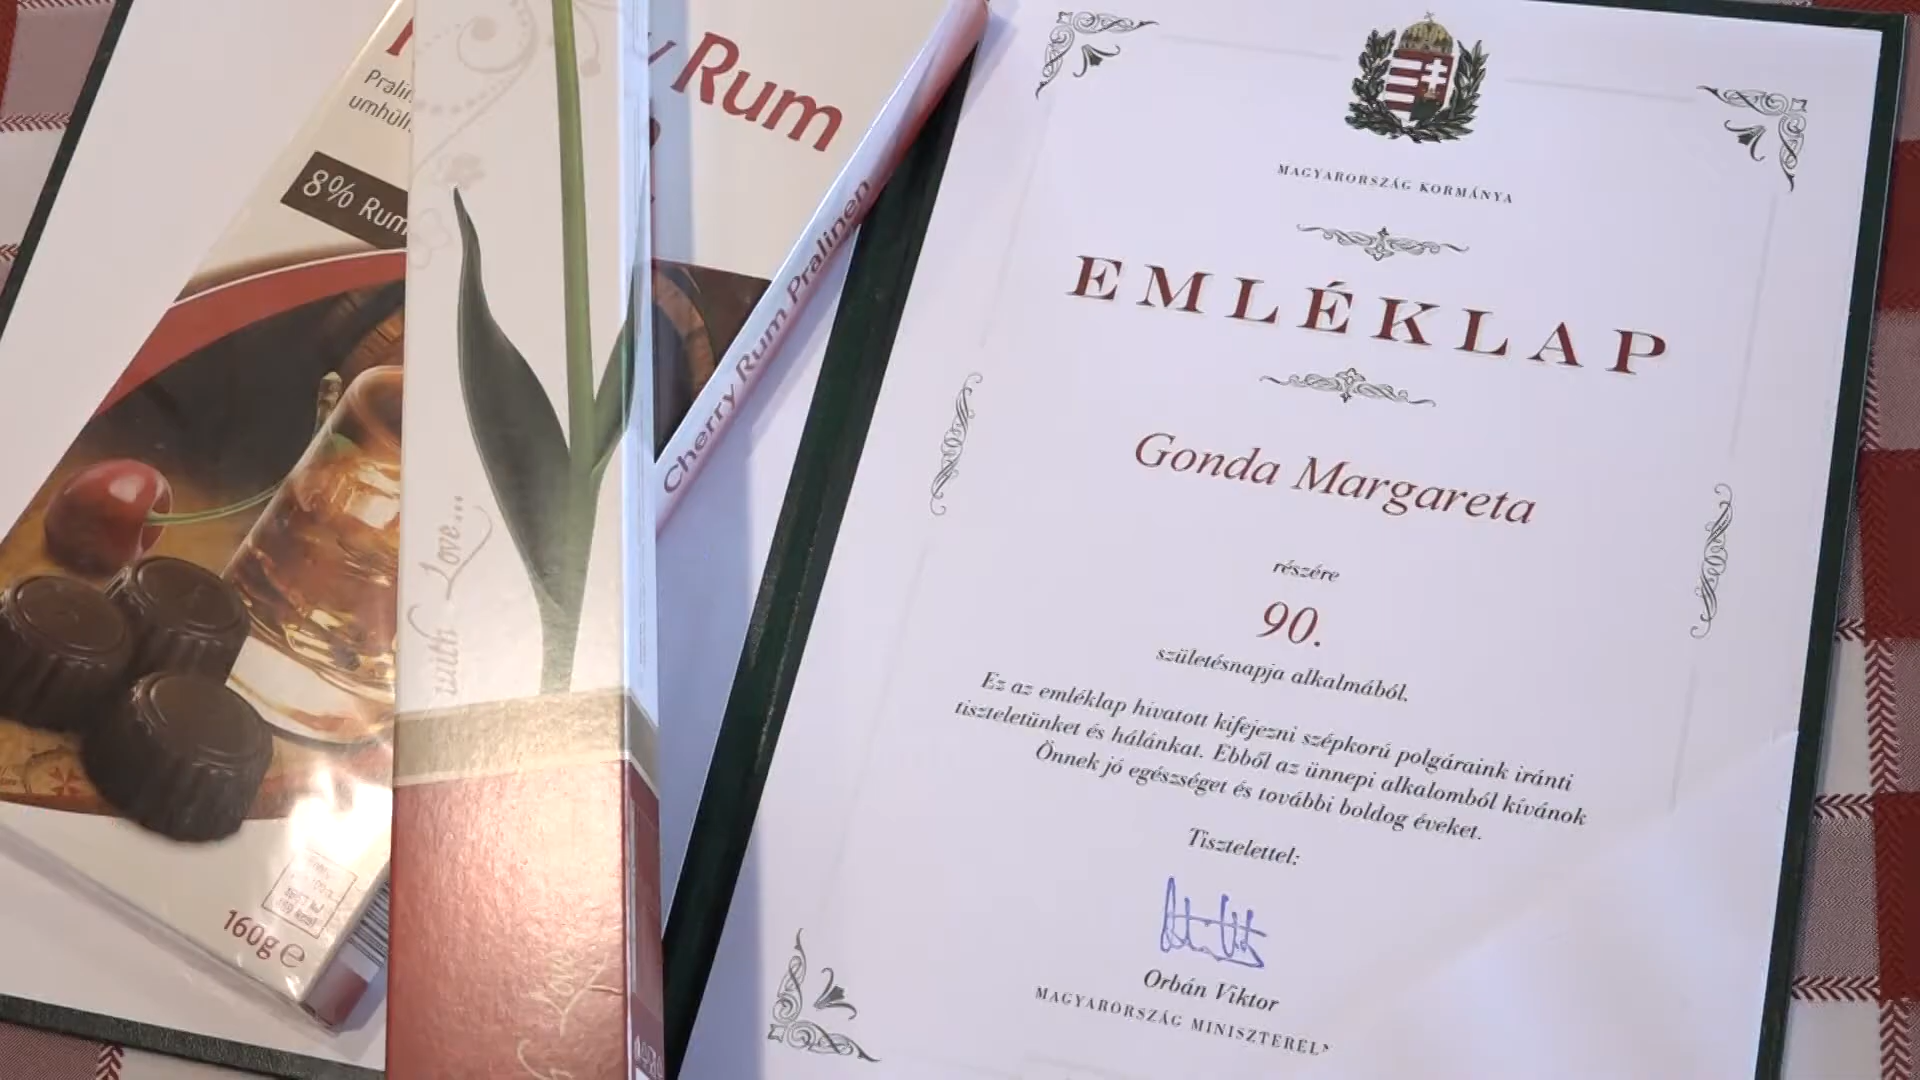 y Rum
Pralin
umhüllt
8% Rum
Cherry Rum Pralinen
with Love...
160g e
MAGYARORSZÁG KORMÁNYA
EMLÉKLAP
Gonda Margareta
részére
90.
születésnapja alkalmából.
Ez az emléklap hivatott kifejezni szépkorú polgáraink iránti
tiszteletünket és hálánkat. Ebből az ünnepi alkalomból kívánok
Önnek jó egészséget és további boldog éveket.
Tisztelettel:
Orbán Viktor
MAGYARORSZÁG MINISZTEREL